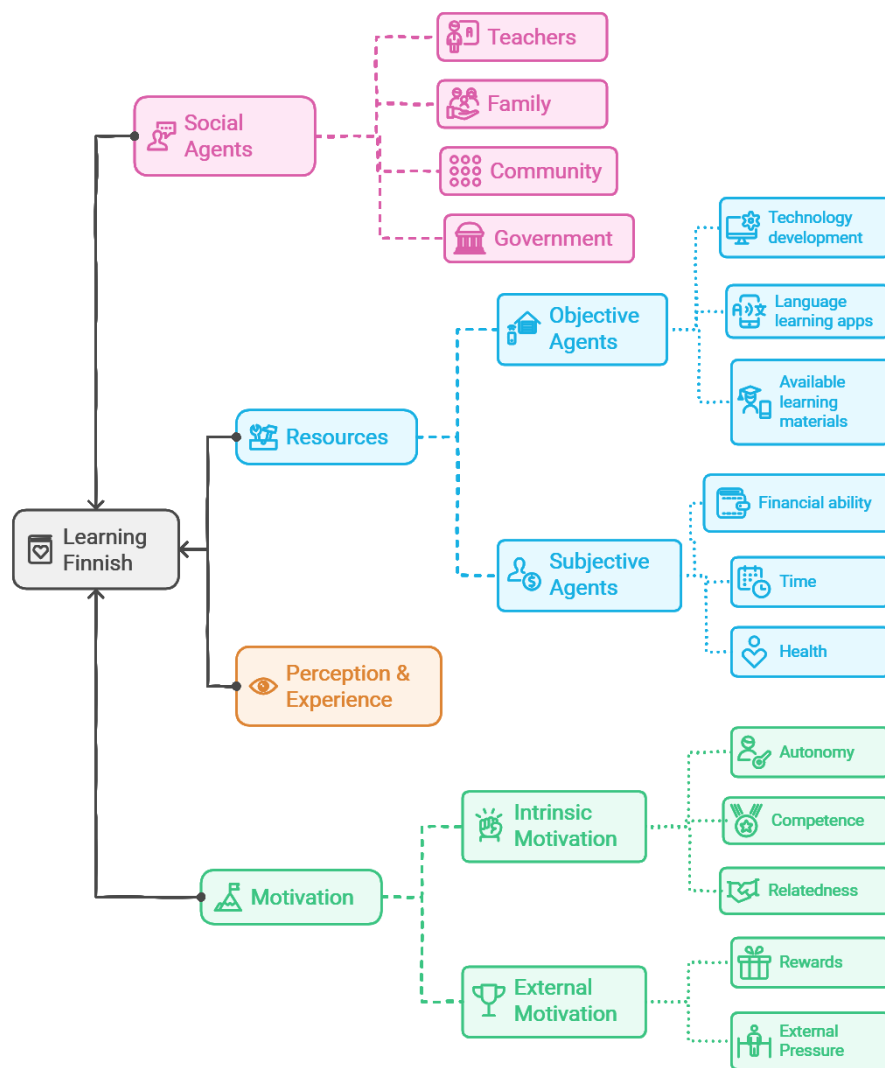 Teachers
Family
Social
Agents
Community
Government
Technology
development
Language
learning apps
Available
learning
materials
Objective
Agents
Resources
Financial ability
Learning
Finnish
Subjective
Agents
Time
Health
Perception &
Experience
Autonomy
Intrinsic
Motivation
Competence
Motivation
Relatedness
Rewards
External
Motivation
External
Pressure